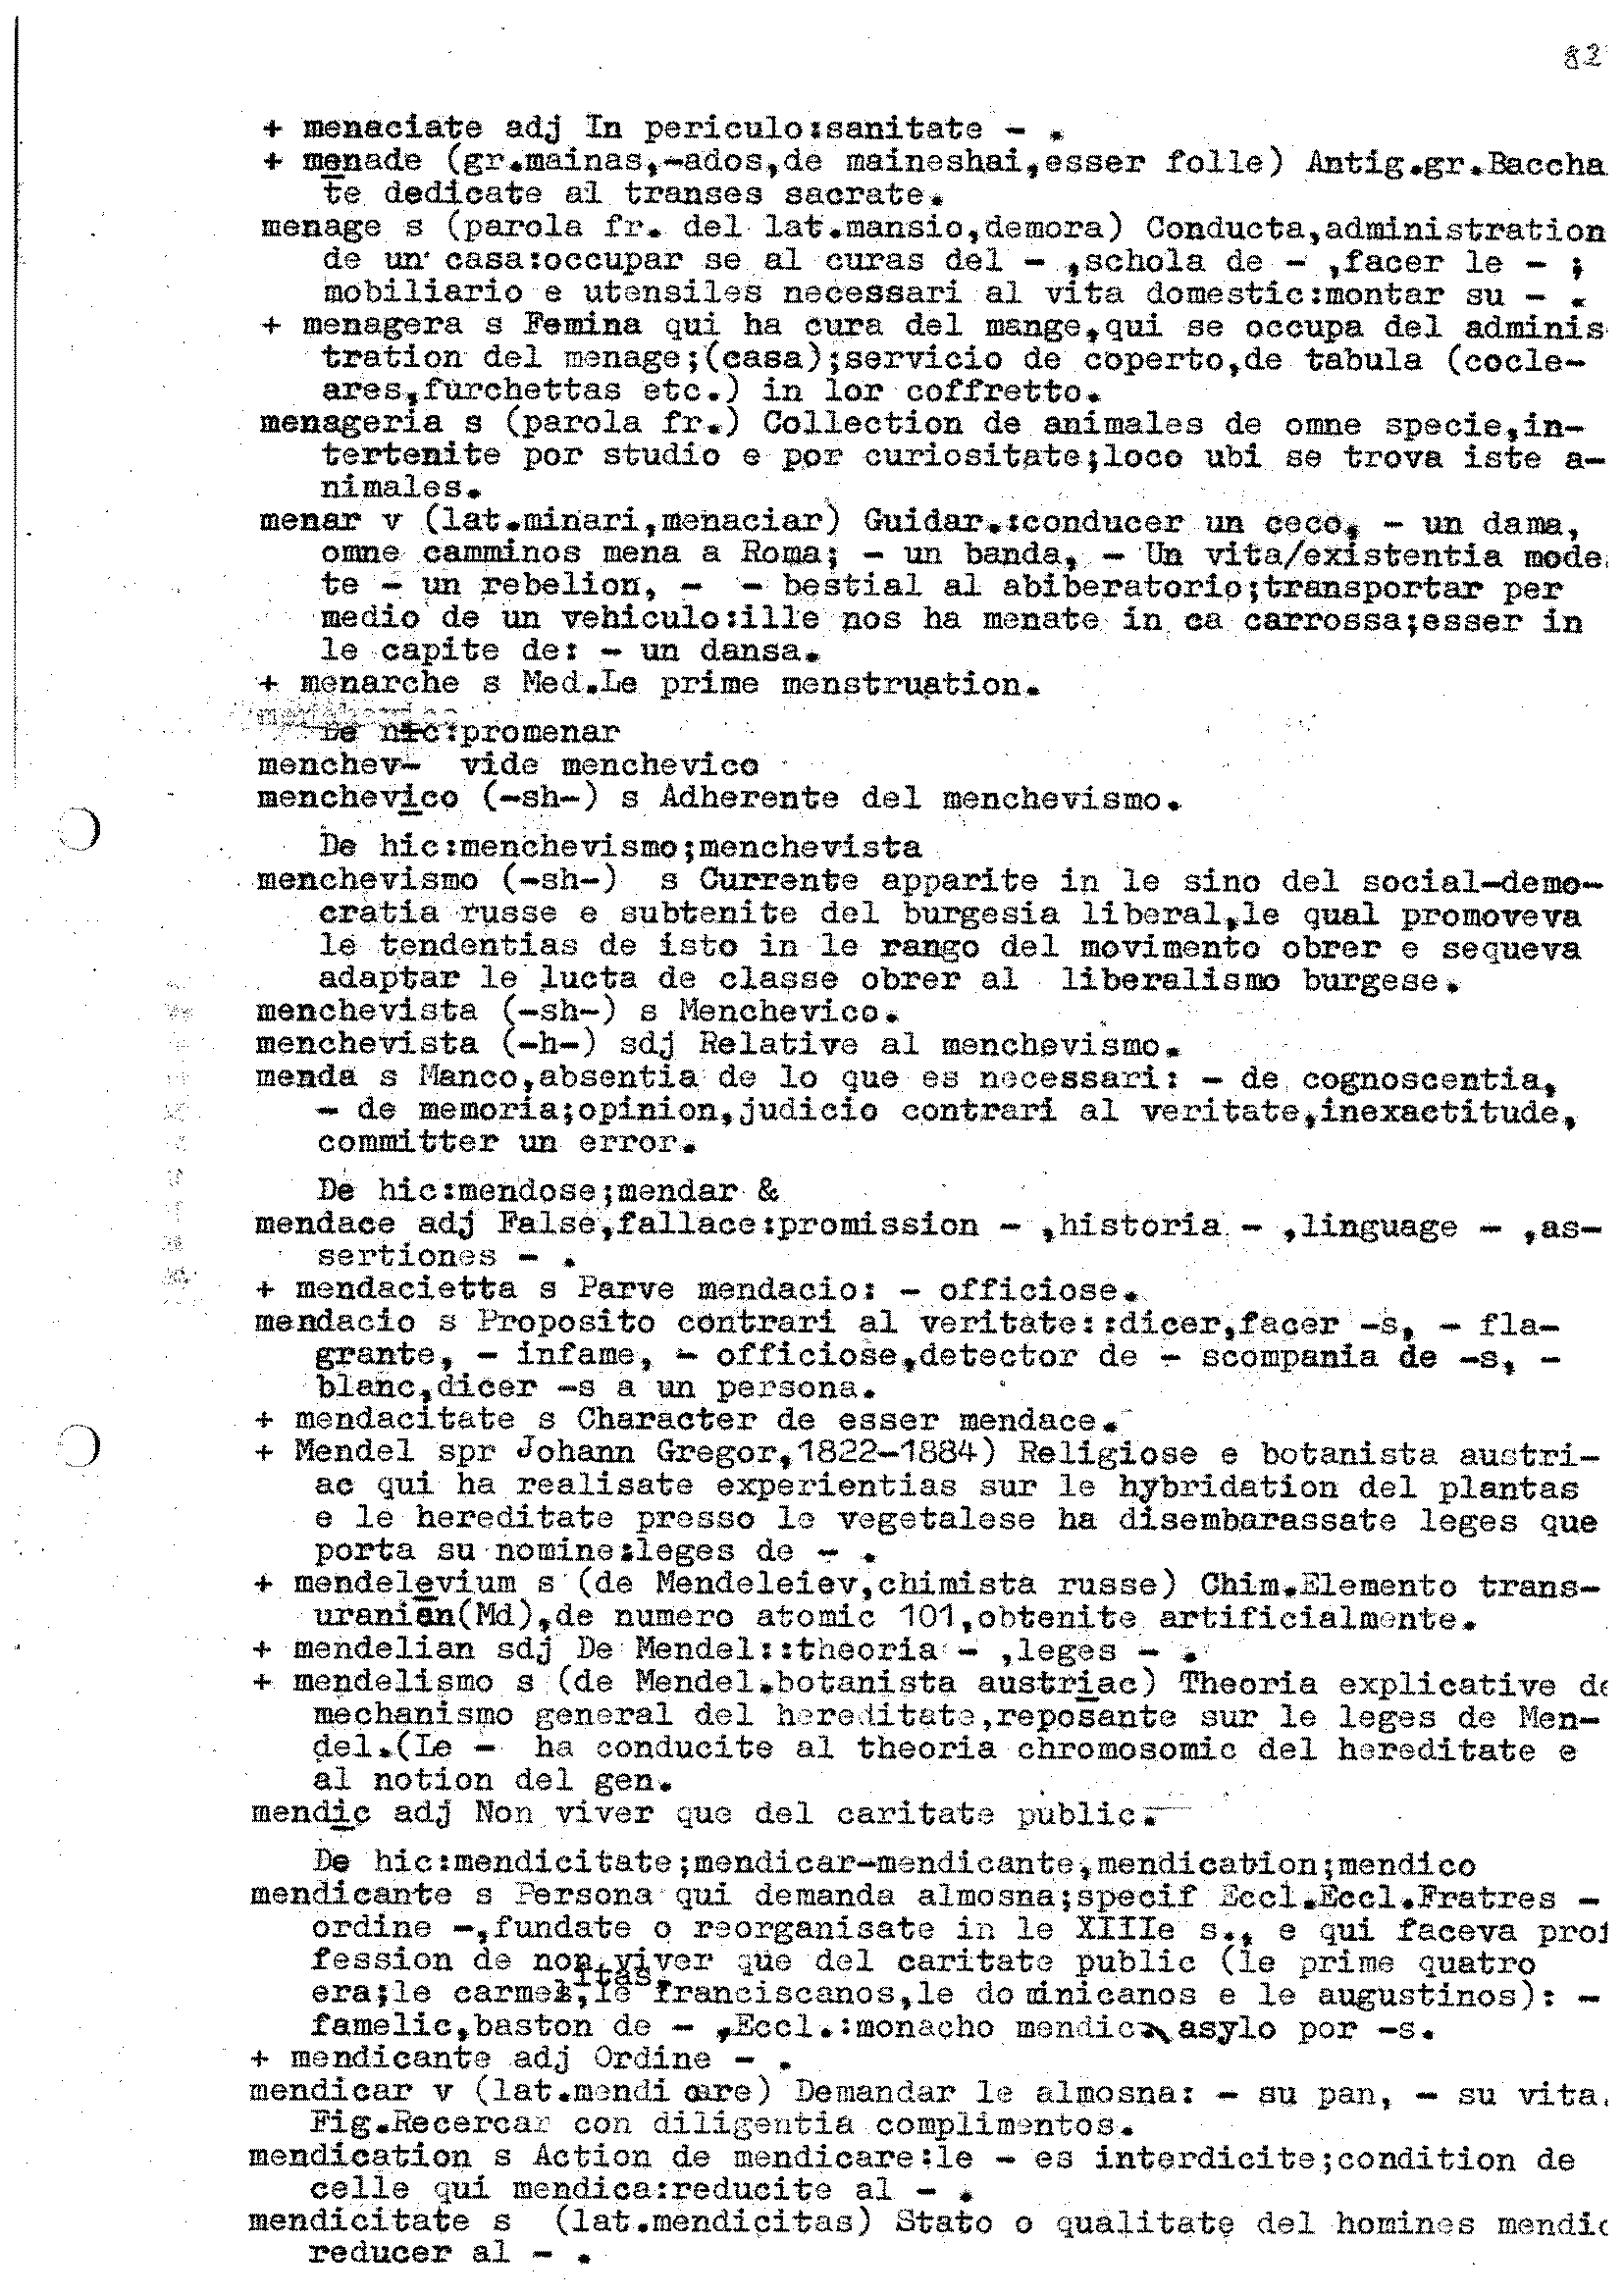 82
+ menaciate adj In periculo:sanitate - .
+ menade (gr.mainas,-ados,de maineshai,esser folle) Antig.gr.Baccha
te dedicate al transes sacrate.
menage s (parola fr. del lat.mansio,demora) Conducta,administration
de un casa:occupar se al curas del - ,schola de - ,facer le - ;
mobiliario e utensiles necessari al vita domestic:montar su - .
+ menagera s Femina qui ha cura del mange,qui se occupa del adminis
tration del menage;(casa);servicio de coperto,de tabula (cocle-
ares,furchettas etc.) in lor coffretto.
menageria s (parola fr.) Collection de animales de omne specie,in-
tertenite por studio e por curiositate;loco ubi se trova iste a-
nimales.
menar v (lat.minari,menaciar) Guidar.:conducer un ceco, - un dama,
omne camminos mena a Roma; - un banda, - Un vita/existentia mode
te - un rebelion, - - bestial al abiberatorio;transportar per
medio de un vehiculo:ille nos ha menate in ca carrossa;esser in
le capite de: - un dansa.
+ menarche s Med.Le prime menstruation.
De hic:promenar
menchev- vide menchevico
menchevico (-sh-) s Adherente del menchevismo.
De hic:menchevismo;menchevista
menchevismo (-sh-) s Currente apparite in le sino del social-demo-
cratia russe e subtenite del burgesia liberal,le qual promoveva
le tendentias de isto in le rango del movimento obrer e sequeva
adaptar le lucta de classe obrer al liberalismo burgese.
menchevista (-sh-) s Menchevico.
menchevista (-h-) sdj Relative al menchevismo.
menda s Manco,absentia de lo que es necessari: - de cognoscentia,
- de memoria;opinion,judicio contrari al veritate,inexactitude,
committer un error.
De hic:mendose;mendar &
mendace adj False,fallace:promission - ,historia - ,linguage - ,as-
sertiones - .
+ mendacietta s Parve mendacio: - officiose.
mendacio s Proposito contrari al veritate::dicer,facer -s, - fla-
grante, - infame, - officiose,detector de - scompania de -s, -
blanc,dicer -s a un persona.
+ mendacitate s Character de esser mendace.
+ Mendel spr Johann Gregor,1822-1884) Religiose e botanista austri-
ac qui ha realisate experientias sur le hybridation del plantas
e le hereditate presso le vegetalese ha disembarassate leges que
porta su nomine:leges de - .
+ mendelevium s (de Mendeleiev,chimista russe) Chim.Elemento trans-
uranian(Md),de numero atomic 101,obtenite artificialmente.
+ mendelian sdj De Mendel::theoria - ,leges - .
+ mendelismo s (de Mendel.botanista austriac) Theoria explicative de
mechanismo general del hereditate,reposante sur le leges de Men-
del.(Le - ha conducite al theoria chromosomic del hereditate e
al notion del gen.
mendic adj Non viver que del caritate public.
De hic:mendicitate;mendicar-mendicante,mendication;mendico
mendicante s Persona qui demanda almosna;specif Eccl.Eccl.Fratres -
ordine -,fundate o reorganisate in le XIIIe s., e qui faceva prof
fession de non viver que del caritate public (le prime quatro
era;le carmelitas,le franciscanos,le dominicanos e le augustinos): -
famelic,baston de - ,Eccl.:monacho mendic, asylo por -s.
+ mendicante adj Ordine - .
mendicar v (lat.mendicare) Demandar le almosna: - su pan, - su vita.
Fig.Recercar con diligentia complimentos.
mendication s Action de mendicare:le - es interdicite;condition de
celle qui mendica:reducite al - .
mendicitate s (lat.mendicitas) Stato o qualitate del homines mendic
reducer al - .